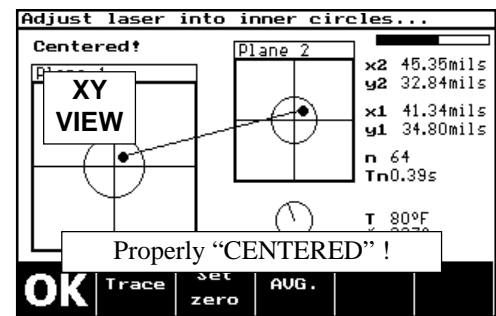 Adjust laser into inner circles...
Centered!
Plane 2
XY
VIEW
x2 45.35mils
y2 32.84mils
x1 41.34mils
y1 34.80mils
n 64
Tn0.39s
T 80ºF
Properly “CENTERED” !
OK
Trace
Set
zero
AVG.